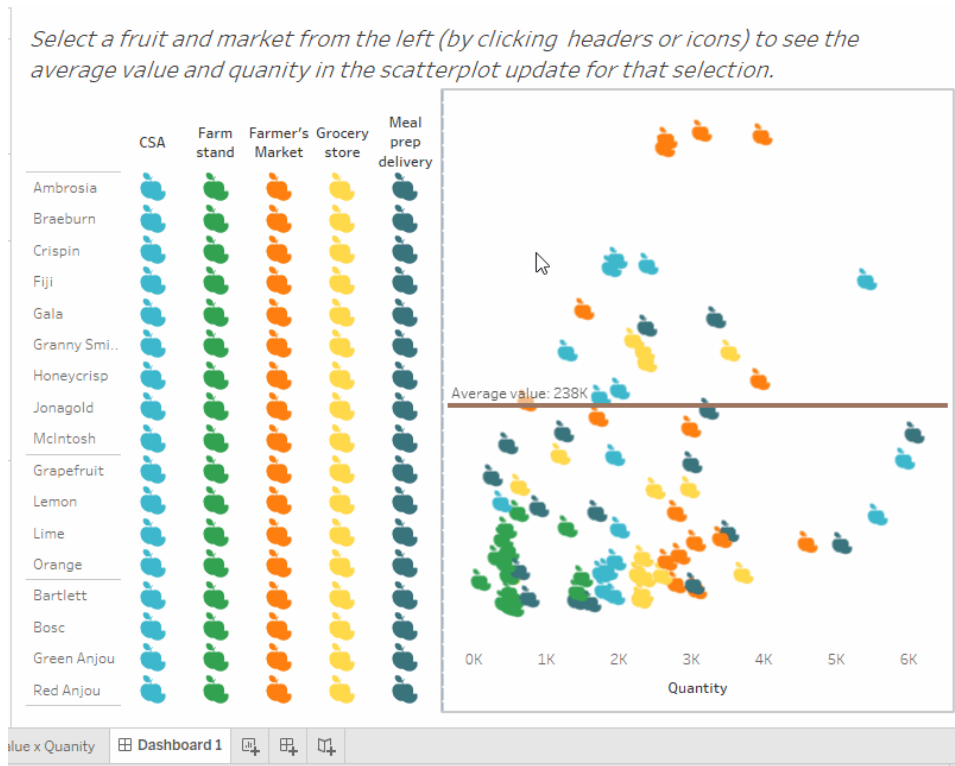 Select a fruit and market from the left (by clicking headers or icons) to see the
average value and quanity in the scatterplot update for that selection.
CSA
Farm
stand
Farmer's
Market
Grocery
store
Meal
prep
delivery
Ambrosia
Braeburn
Crispin
Fiji
Gala
Granny Smi..
Honeycrisp
Jonagold
McIntosh
Grapefruit
Lemon
Lime
Orange
Bartlett
Bosc
Green Anjou
Red Anjou
Average value: 238K
0K 1K 2K 3K 4K 5K 6K
Quantity
alue x Quanity
Dashboard 1